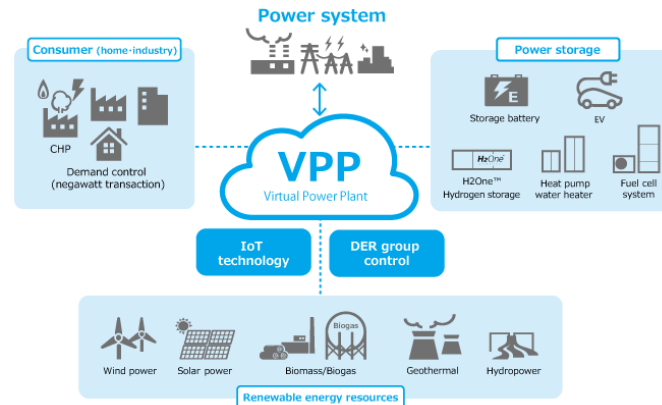 Power system
Consumer (home・industry)
CHP
Demand control
(negawatt transaction)
Power storage
E
Storage battery
EV
H2One
H2One™
Hydrogen storage
Heat pump
water heater
Fuel cell
system
VPP
Virtual Power Plant
IoT
technology
DER group
control
Biogas
Wind power
Solar power
Biomass/Biogas
Geothermal
Hydropower
Renewable energy resources